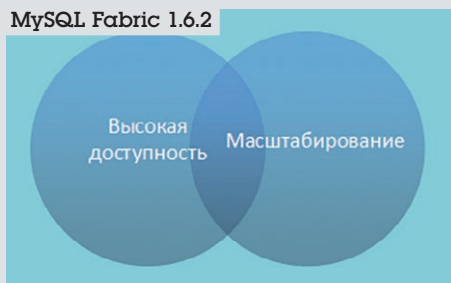 MySQL Fabric 1.6.2
Высокая
доступность
Масштабирование